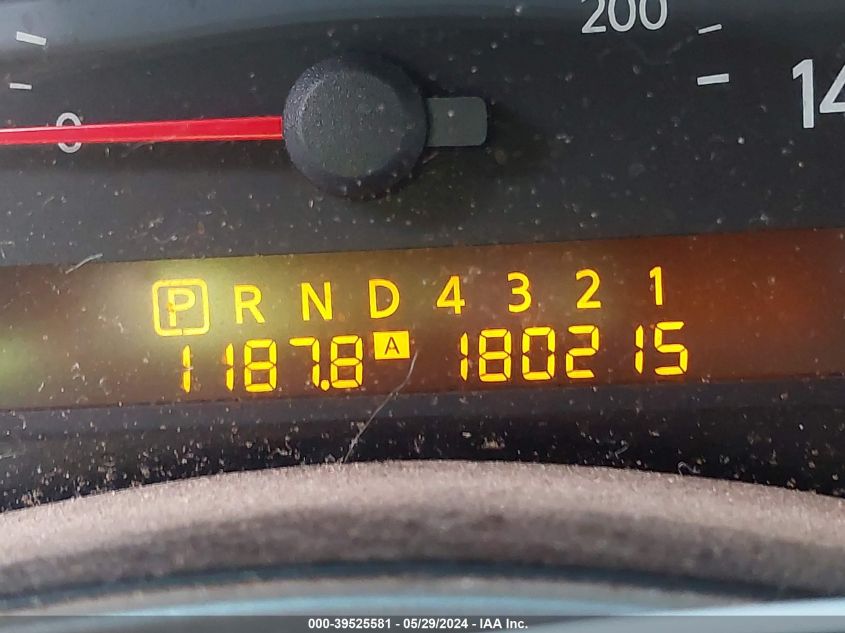 200
14
0
P R N D 4 3 2 1
1187.8 A 180215
000-39525581 - 05/29/2024 - IAA Inc.